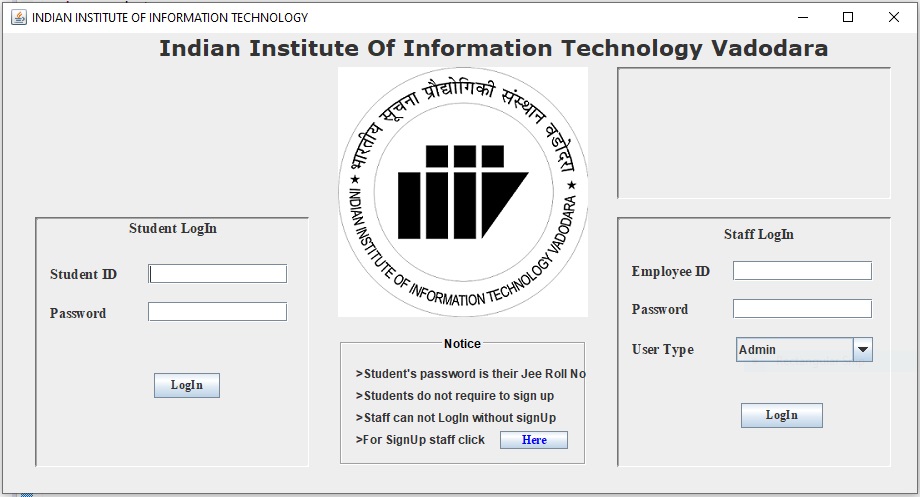 INDIAN INSTITUTE OF INFORMATION TECHNOLOGY
Indian Institute Of Information Technology Vadodara
भारतीय सूचना प्रौद्योगिकी संस्थान वडोदरा
INDIAN INSTITUTE OF INFORMATION TECHNOLOGY VADODARA
Student LogIn
Student ID
Password
LogIn
Notice
>Student's password is their Jee Roll No
>Students do not require to sign up
>Staff can not LogIn without signUp
>For SignUp staff click Here
Staff LogIn
Employee ID
Password
User Type Admin
LogIn